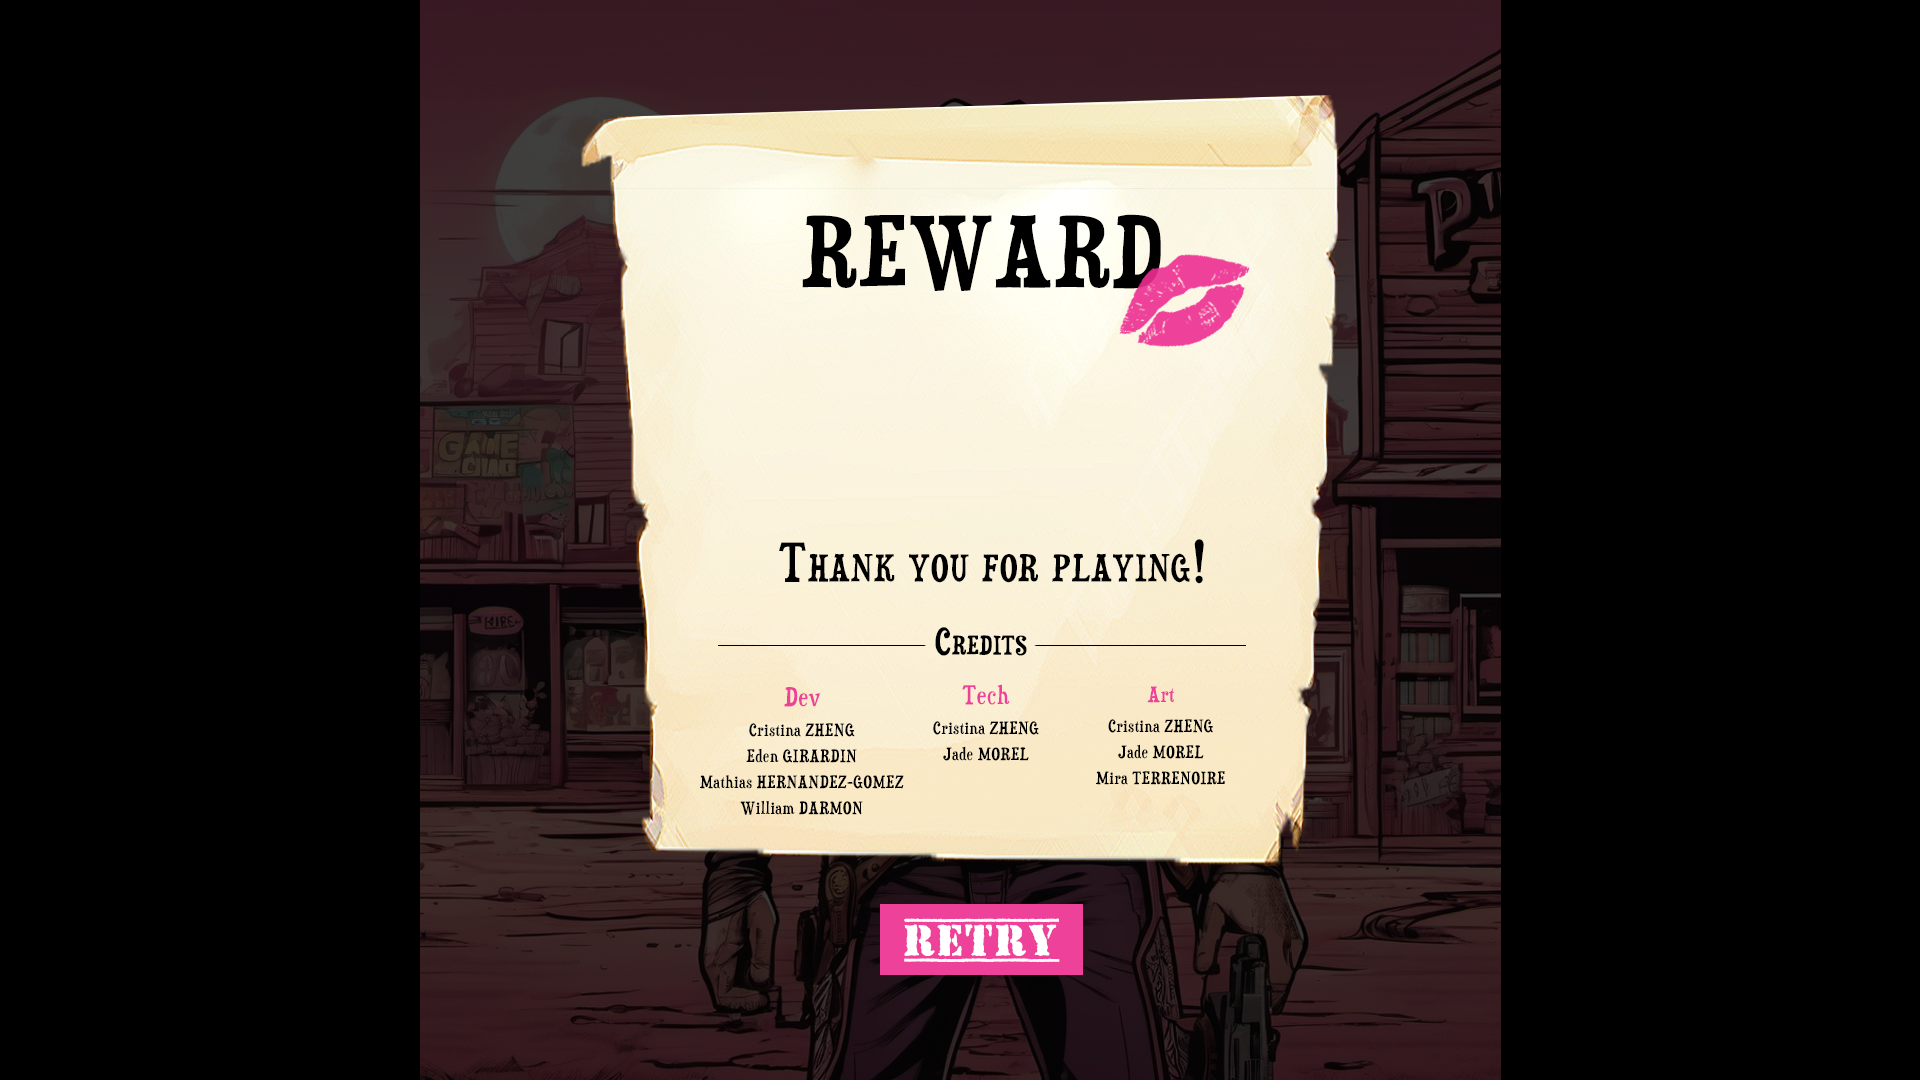 REWARD
Thank you for playing!
Credits
Dev
Cristina ZHENG
Eden GIRARDIN
Mathias HERNANDEZ-GOMEZ
William DARMON
Tech
Cristina ZHENG
Jade MOREL
Art
Cristina ZHENG
Jade MOREL
Mira TERRENOIRE
RETRY
GAME